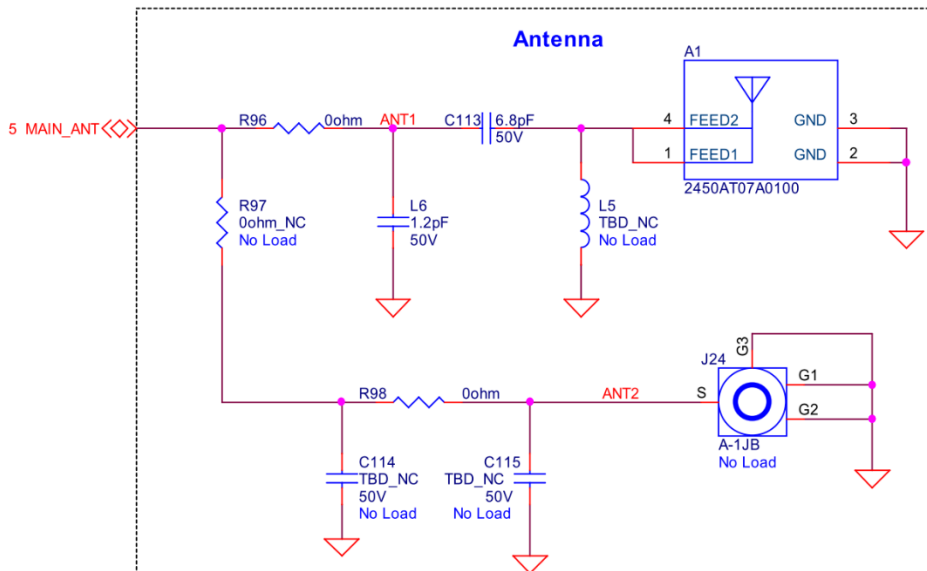 Antenna
A1
5 MAIN_ANT
R96
0ohm
ANT1
C113
6.8pF
50V
4
FEED2
GND
3
1
FEED1
GND
2
2450AT07A0100
R97
0ohm_NC
No Load
L6
1.2pF
50V
L5
TBD_NC
No Load
R98
0ohm
ANT2
J24
S
G3
G1
G2
A-1JB
No Load
C114
TBD_NC
50V
No Load
C115
TBD_NC
50V
No Load